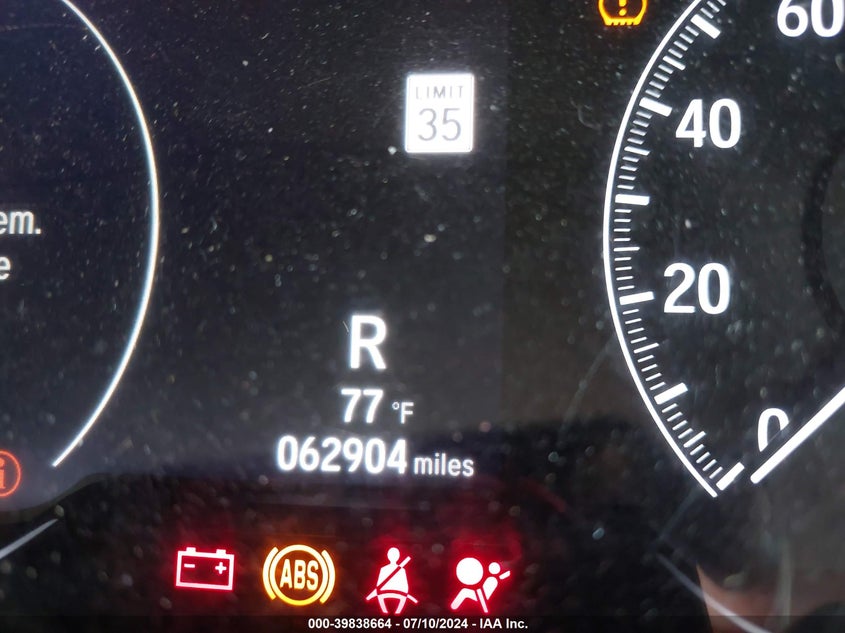 60
LIMIT
35
40
em.
e
20
R
77 °F
0
062904 miles
i
ABS
000-39838664 - 07/10/2024 - IAA Inc.